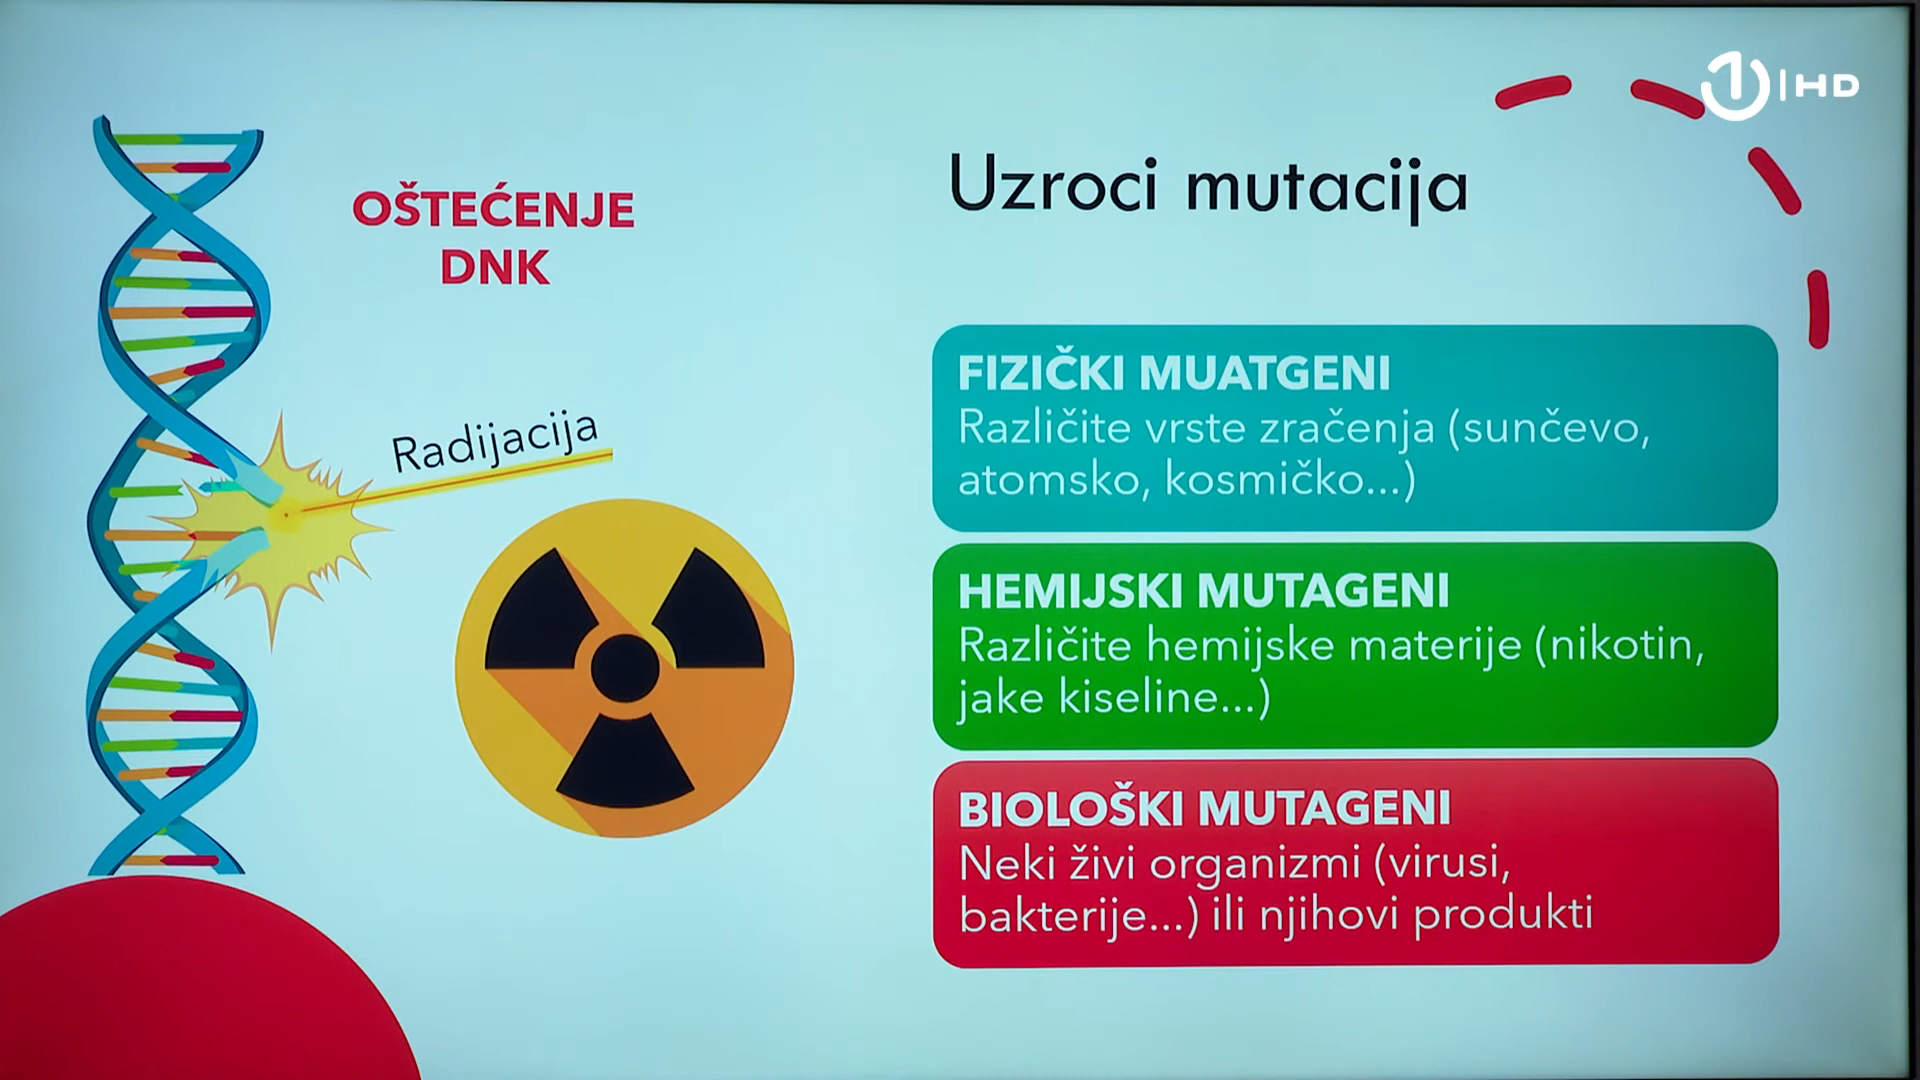 1|HD
Uzroci mutacija
OŠTEĆENJE
DNK
Radijacija
FIZIČKI MUATGENI
Različite vrste zračenja (sunčevo,
atomsko, kosmičko...)
HEMIJSKI MUTAGENI
Različite hemijske materije (nikotin,
jake kiseline...)
BIOLOŠKI MUTAGENI
Neki živi organizmi (virusi,
bakterije...) ili njihovi produkti